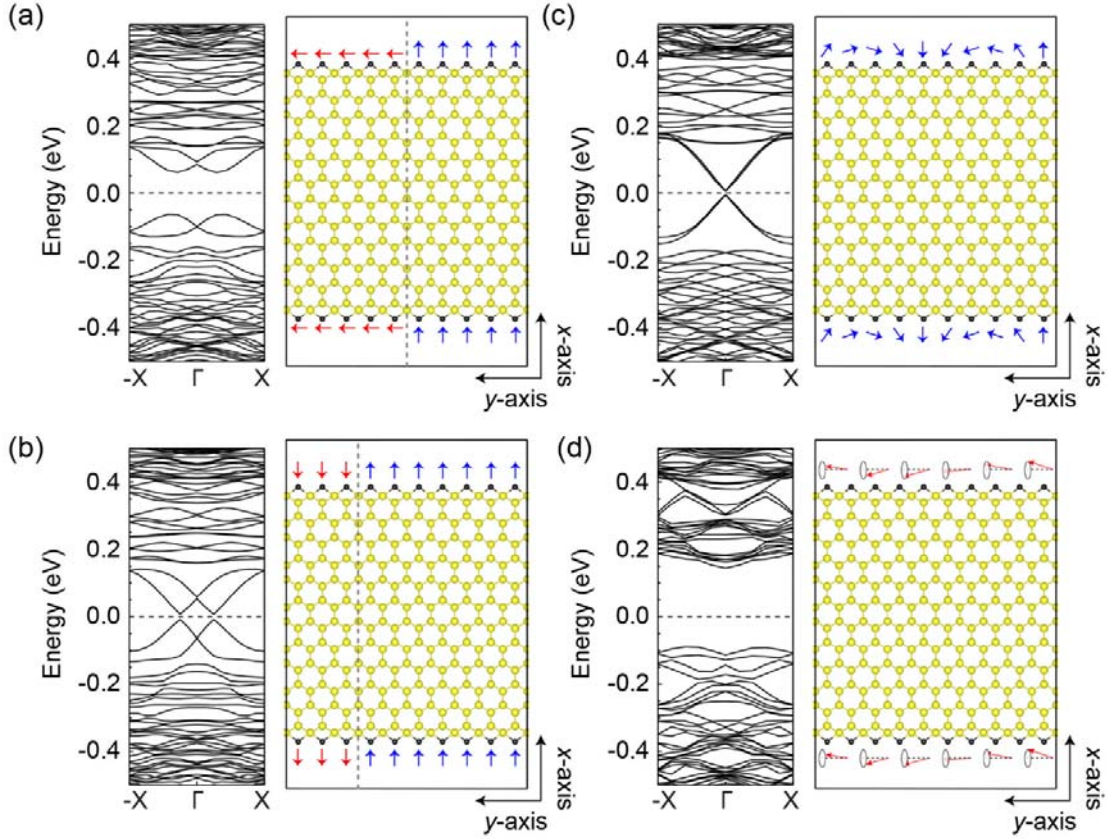 (a)
Energy (eV)
0.4
0.2
0.0
-0.2
-0.4
-X Γ X
x-axis
y-axis
(c)
Energy (eV)
0.4
0.2
0.0
-0.2
-0.4
-X Γ X
x-axis
y-axis
(b)
Energy (eV)
0.4
0.2
0.0
-0.2
-0.4
-X Γ X
x-axis
y-axis
(d)
Energy (eV)
0.4
0.2
0.0
-0.2
-0.4
-X Γ X
x-axis
y-axis